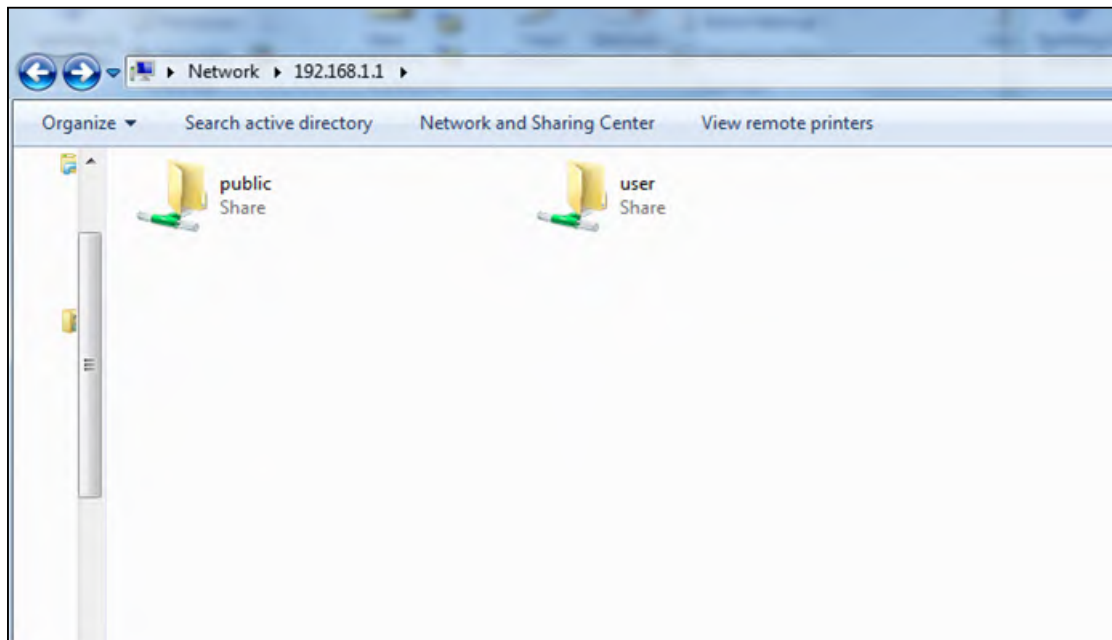 Network 192.168.1.1
Organize Search active directory Network and Sharing Center View remote printers
public user
Share Share